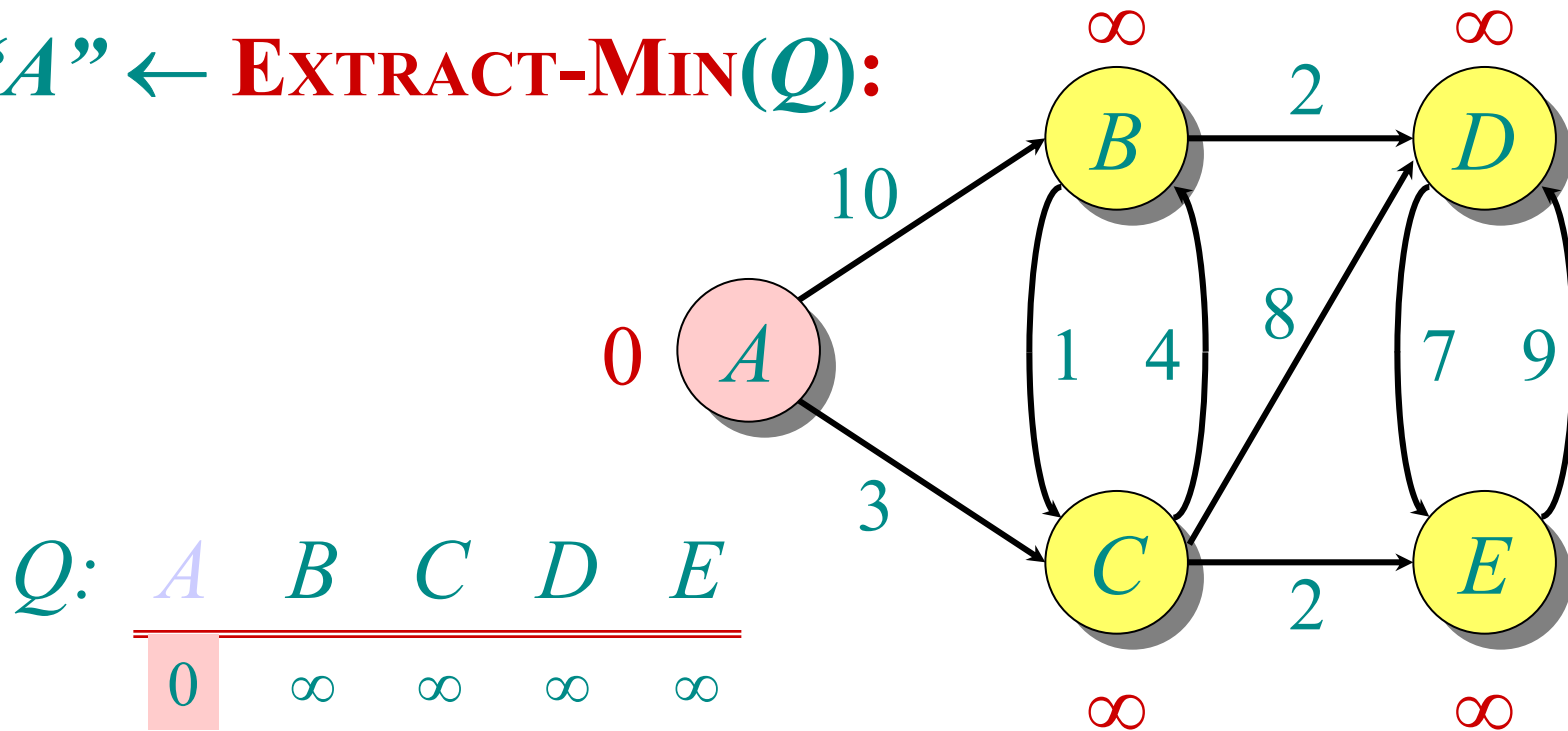 “A” ← EXTRACT-MIN(Q):
∞ ∞
2
B D
10
8
0 A 1 4 7 9
3
Q: A B C D E
C E
2
0 ∞ ∞ ∞ ∞
∞ ∞